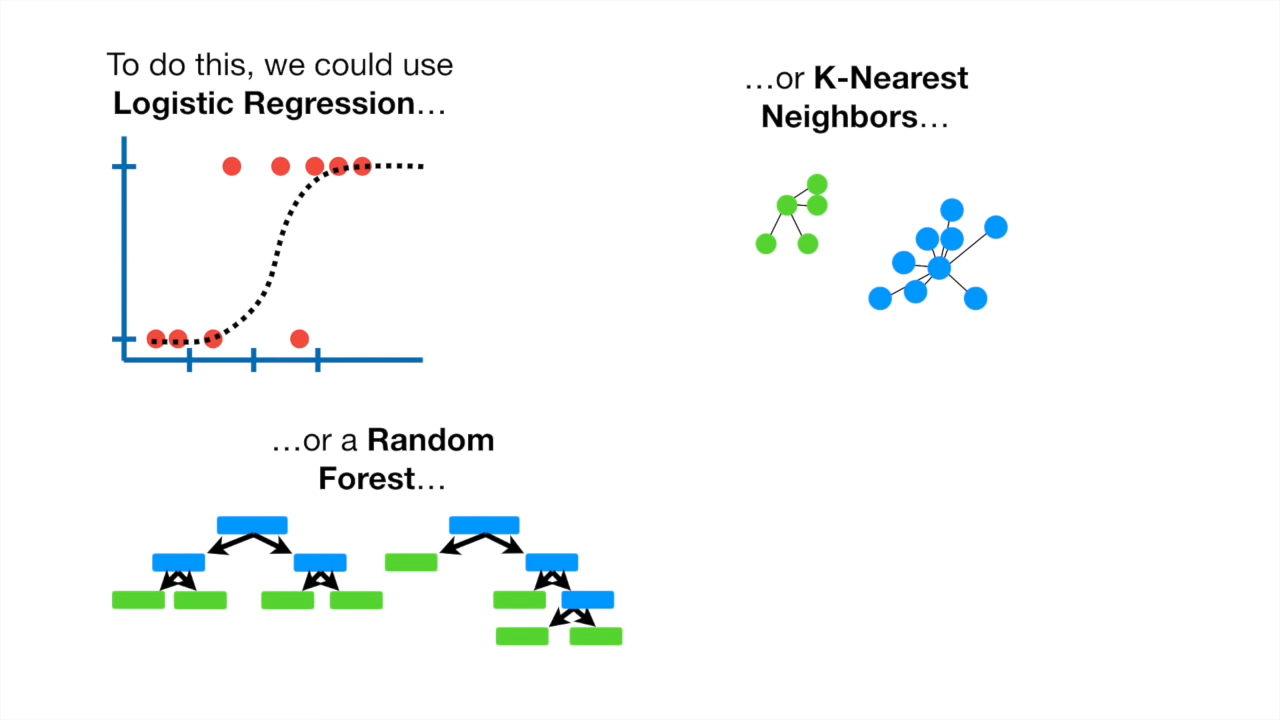 To do this, we could use
Logistic Regression…
…or K-Nearest
Neighbors…
…or a Random
Forest…